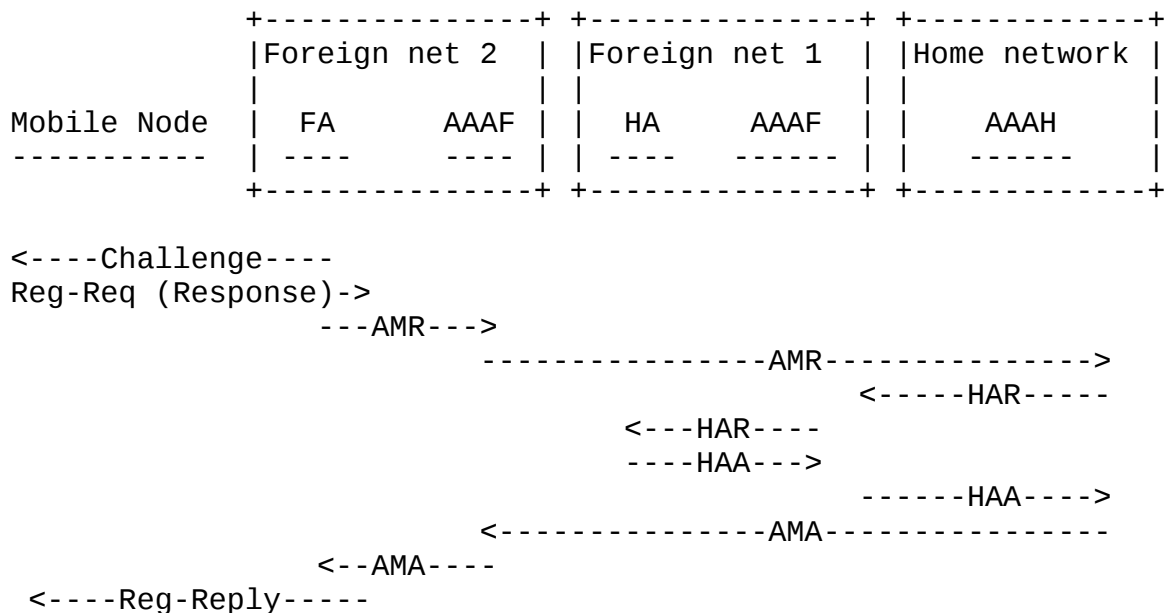 +---------------+ +---------------+ +-------------+
              |Foreign net 2  | |Foreign net 1  | |Home network |
              |               | |               | |             |
Mobile Node   |  FA      AAAF | |  HA     AAAF  | |    AAAH     |
-----------   | ----     ---- | | ----   ------ | |   ------    |
              +---------------+ +---------------+ +-------------+

<----Challenge----
Reg-Req (Response)->
                  ---AMR--->
                           ----------------AMR--------------->
                                                <-----HAR-----
                                   <---HAR----
                                   ----HAA--->
                                                ------HAA---->
                           <---------------AMA----------------
                  <--AMA----
 <----Reg-Reply-----